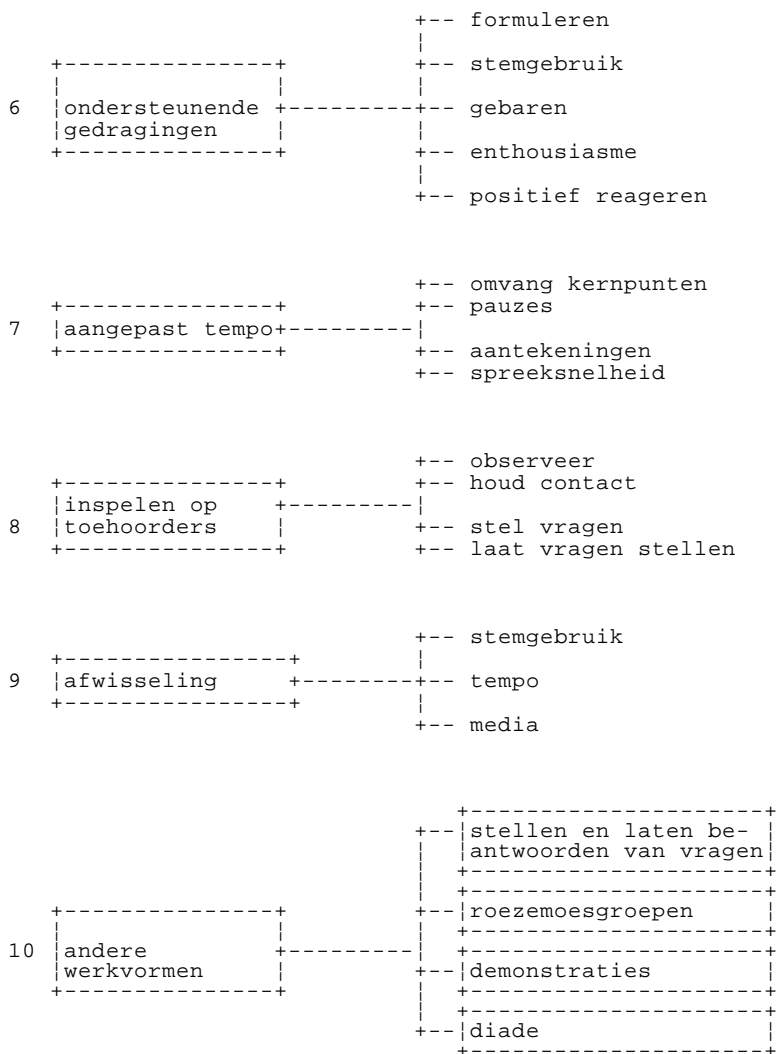 formuleren
stemgebruik
6 ondersteunende gebaren
gedragingen
enthousiasme
positief reageren
omvang kernpunten
pauzes
7 aangepast tempo
aantekeningen
spreeksnelheid
observeer
houd contact
inspelen op
8 toehoorders stel vragen
laat vragen stellen
stemgebruik
9 afwisseling tempo
media
stellen en laten be-
antwoorden van vragen
roezemoesgroepen
10 andere
werkvormen demonstraties
diade